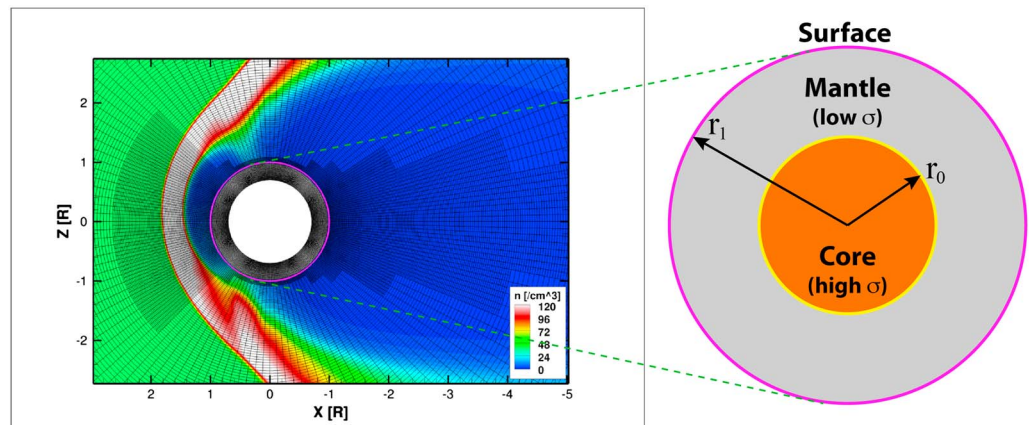 Z [R]
2
1
0
-1
-2
2
1
0
-1
-2
-3
-4
-5
X [R]
n [/cm^3]
120
96
72
48
24
0
Surface
Mantle
(low σ)
r₁
r₀
Core
(high σ)